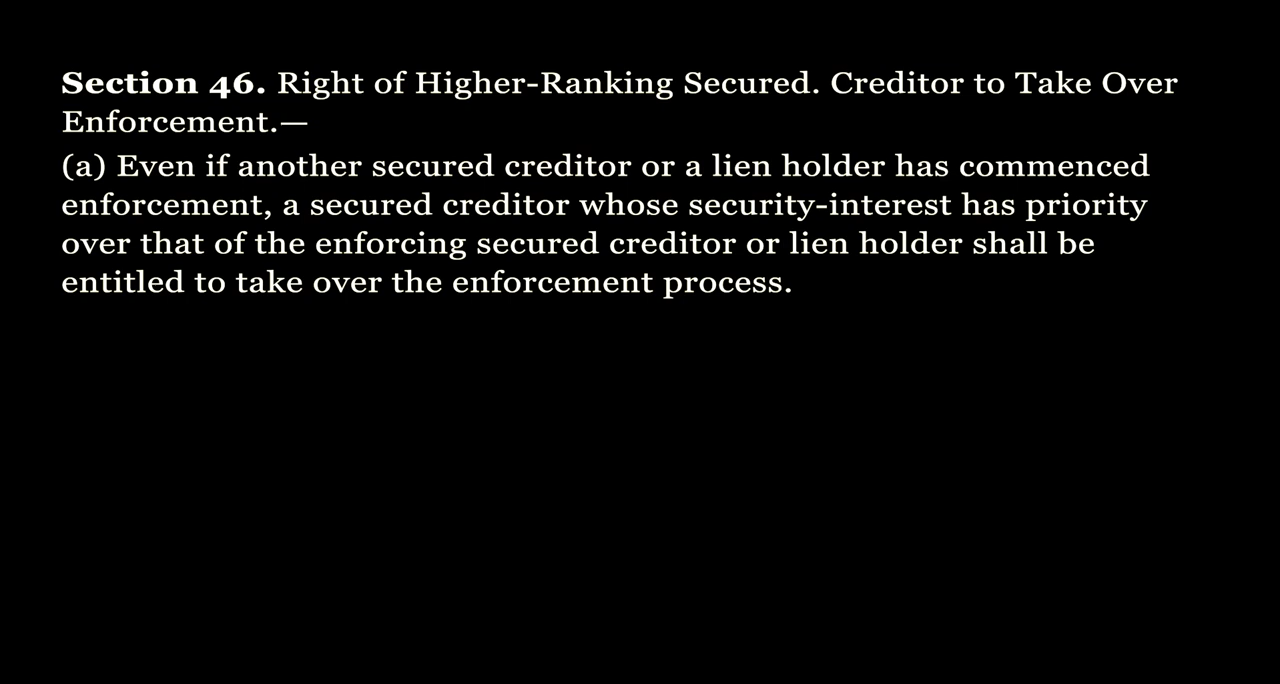 Section 46. Right of Higher-Ranking Secured. Creditor to Take Over
Enforcement.—
(a) Even if another secured creditor or a lien holder has commenced
enforcement, a secured creditor whose security-interest has priority
over that of the enforcing secured creditor or lien holder shall be
entitled to take over the enforcement process.